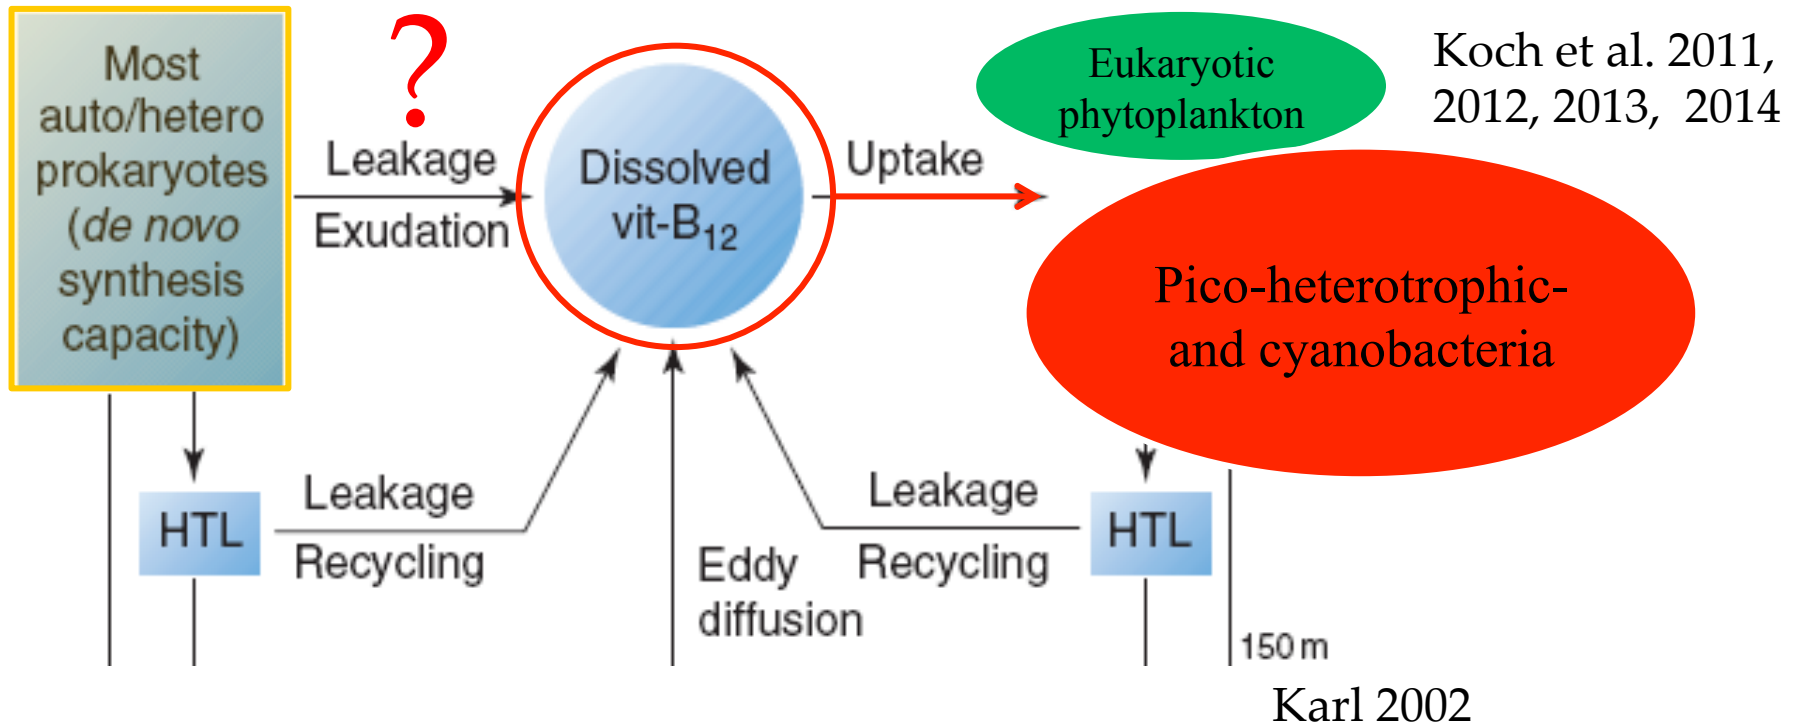 Most
auto/hetero
prokaryotes
(de novo
synthesis
capacity)
?
Leakage
Exudation
Dissolved
vit-B₁₂
Uptake
Eukaryotic
phytoplankton
Koch et al. 2011,
2012, 2013, 2014
Pico-heterotrophic-
and cyanobacteria
HTL
Leakage
Recycling
Eddy
diffusion
Leakage
Recycling
HTL
150 m
Karl 2002